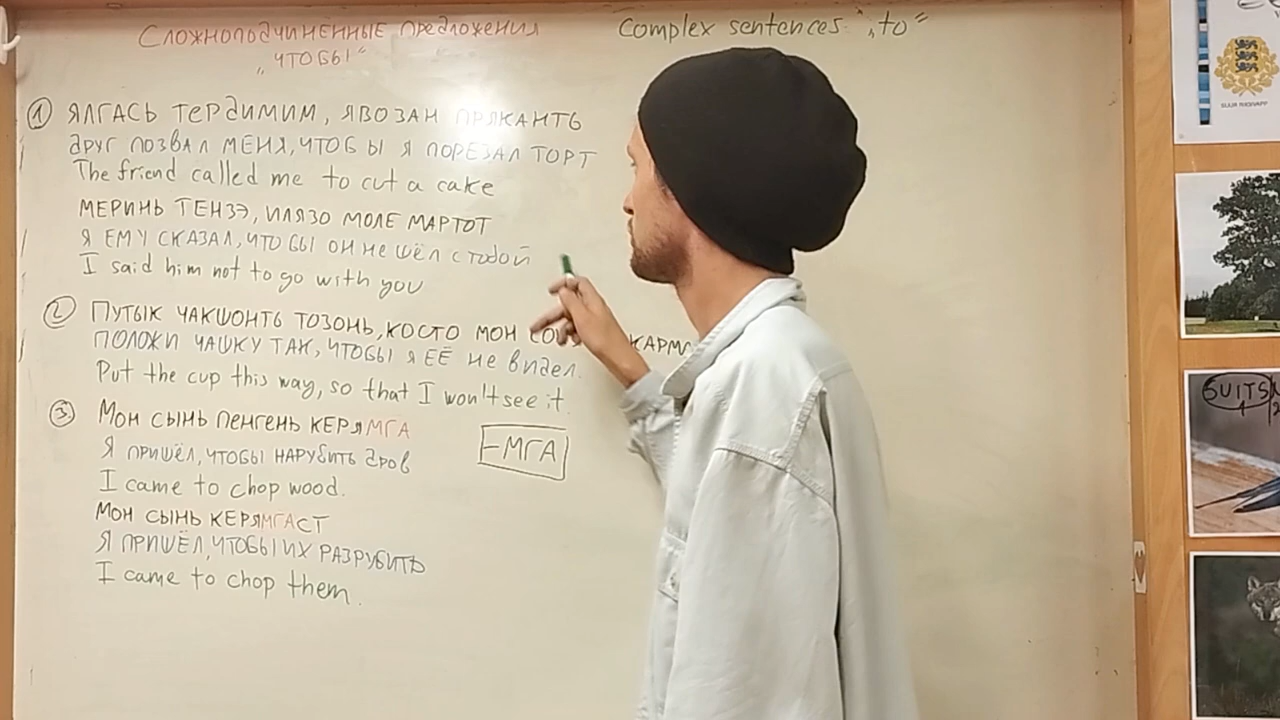 Сложноподчинённые предложения
„чтобы“
Complex sentences „to“
① ЯЛГАСЬ ТЕРДИМИМ, ЯВОЗАН ПРЯКАНТЬ
ДРУГ ПОЗВАЛ МЕНЯ, ЧТОБЫ Я ПОРЕЗАЛ ТОРТ
The friend called me to cut a cake
МЕРИНЬ ТЕНЗЭ, ИЛЯЗО МОЛЕ МАРТОТ
Я ЕМУ СКАЗАЛ, ЧТОБЫ ОН НЕ ШЁЛ С ТОБОЙ
I said him not to go with you
② ПУТЫК ЧАКШОНТЬ ТОЗОНЬ, КОСТО МОН
ПОЛОЖИ ЧАШКУ ТАК, ЧТОБЫ Я ЕЁ НЕ ВИДЕЛ.
Put the cup this way, so that I won't see it.
③ МОН СЫНЬ ПЕНГЕНЬ КЕРЯМГА
Я ПРИШЁЛ, ЧТОБЫ НАРУБИТЬ ДРОВ
-МГА
I came to chop wood.
МОН СЫНЬ КЕРЯМГАСТ
Я ПРИШЁЛ, ЧТОБЫ ИХ РАЗРУБИТЬ
I came to chop them.
SUITS